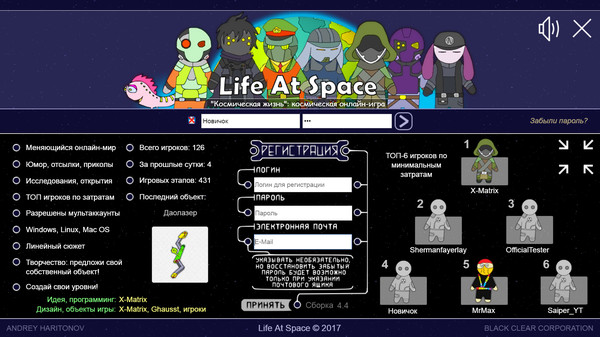 Life At Space
"Космическая жизнь": космическая онлайн-игра
Новичок
•••
Забыли пароль?
Меняющийся онлайн-мир
Юмор, отсылки, приколы
Исследования, открытия
ТОП игроков по затратам
Разрешены мультиаккаунты
Windows, Linux, Mac OS
Линейный сюжет
Творчество: предложи свой
собственный объект!
Создай свои уровни!
Идея, программинг: X-Matrix
Дизайн, объекты игры: X-Matrix, Ghausst, игроки
Всего игроков: 126
За прошлые сутки: 4
Игровых этапов: 431
Последний объект:
Даолазер
РЕГИСТРАЦИЯ
ЛОГИН
Логин для регистрации
ПАРОЛЬ
Пароль
ЭЛЕКТРОННАЯ ПОЧТА
E-Mail
УКАЗЫВАТЬ НЕОБЯЗАТЕЛЬНО,
НО ВОССТАНОВИТЬ ЗАБЫТЫЙ
ПАРОЛЬ БУДЕТ ВОЗМОЖНО
ТОЛЬКО ПРИ УКАЗАНИИ
ПОЧТОВОГО ЯЩИКА
ПРИНЯТЬ
Сборка 4.4
ТОП-6 игроков по
минимальным
затратам
1
X-Matrix
2
Shermanfayerlay
3
OfficialTester
4
Новичок
5
MrMax
6
Saiper_YT
ANDREY HARITONOV
Life At Space © 2017
BLACK CLEAR CORPORATION